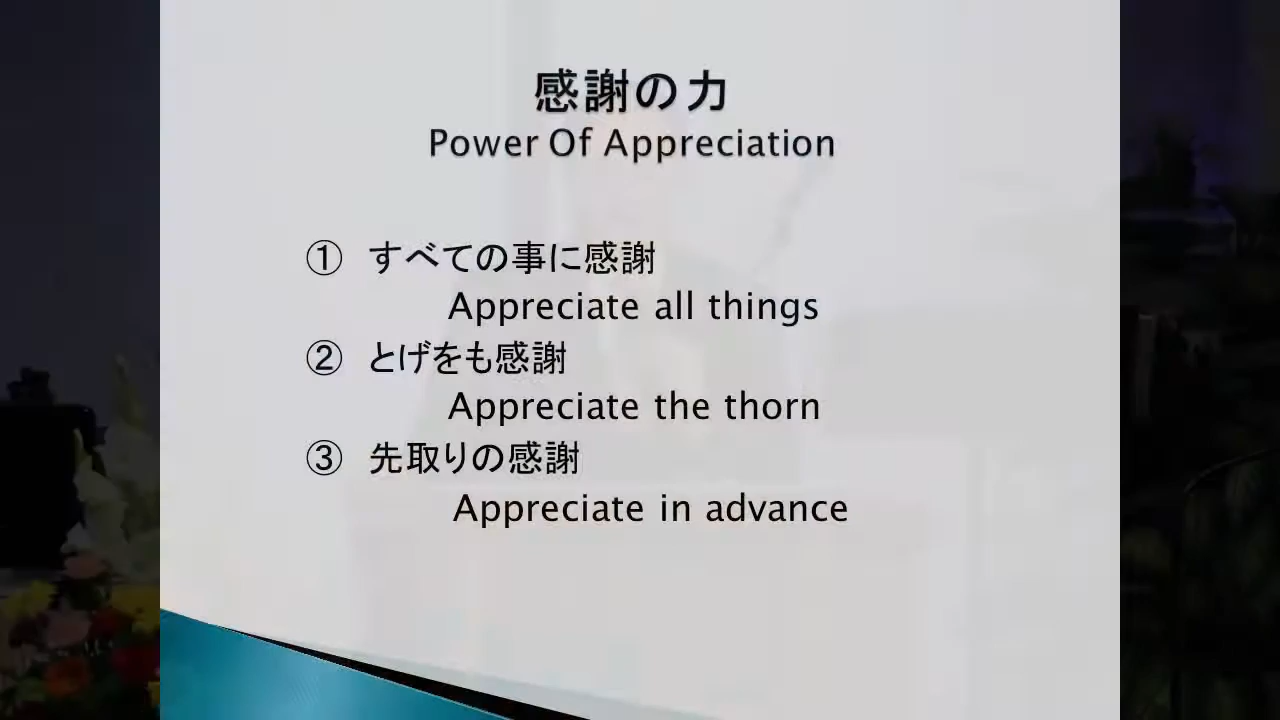 感謝の力
Power Of Appreciation
① すべての事に感謝
Appreciate all things
② とげをも感謝
Appreciate the thorn
③ 先取りの感謝
Appreciate in advance